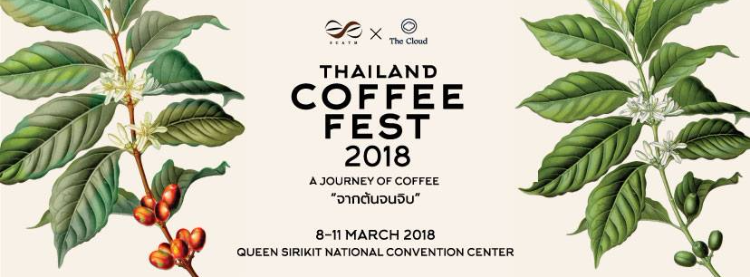 SCATH
×
The Cloud
THAILAND
COFFEE
FEST
2018
A JOURNEY OF COFFEE
"จากต้นจนจิบ"
8-11 MARCH 2018
QUEEN SIRIKIT NATIONAL CONVENTION CENTER